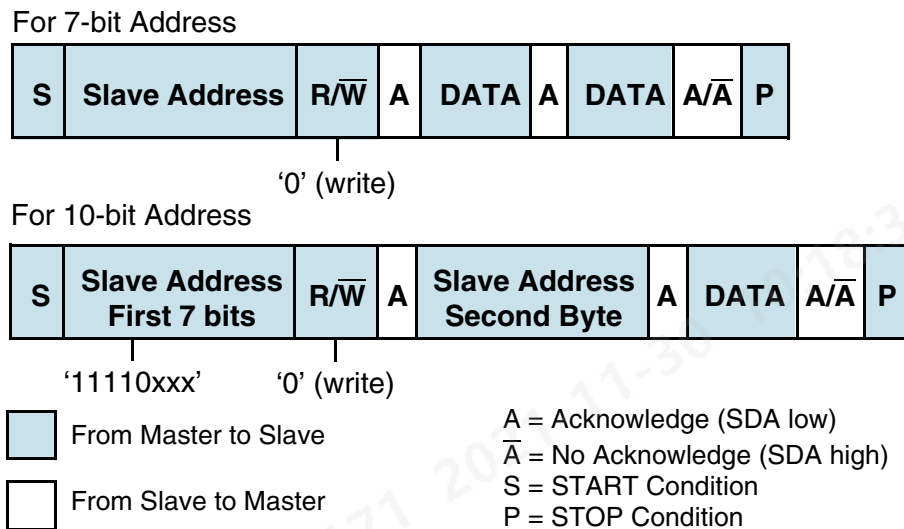 For 7-bit Address
S Slave Address R/W̅ A DATA A DATA A/A̅ P
‘0’ (write)
For 10-bit Address
S Slave Address First 7 bits R/W̅ A Slave Address Second Byte A DATA A/A̅ P
‘11110xxx’ ‘0’ (write)
From Master to Slave
From Slave to Master
A = Acknowledge (SDA low)
A̅ = No Acknowledge (SDA high)
S = START Condition
P = STOP Condition